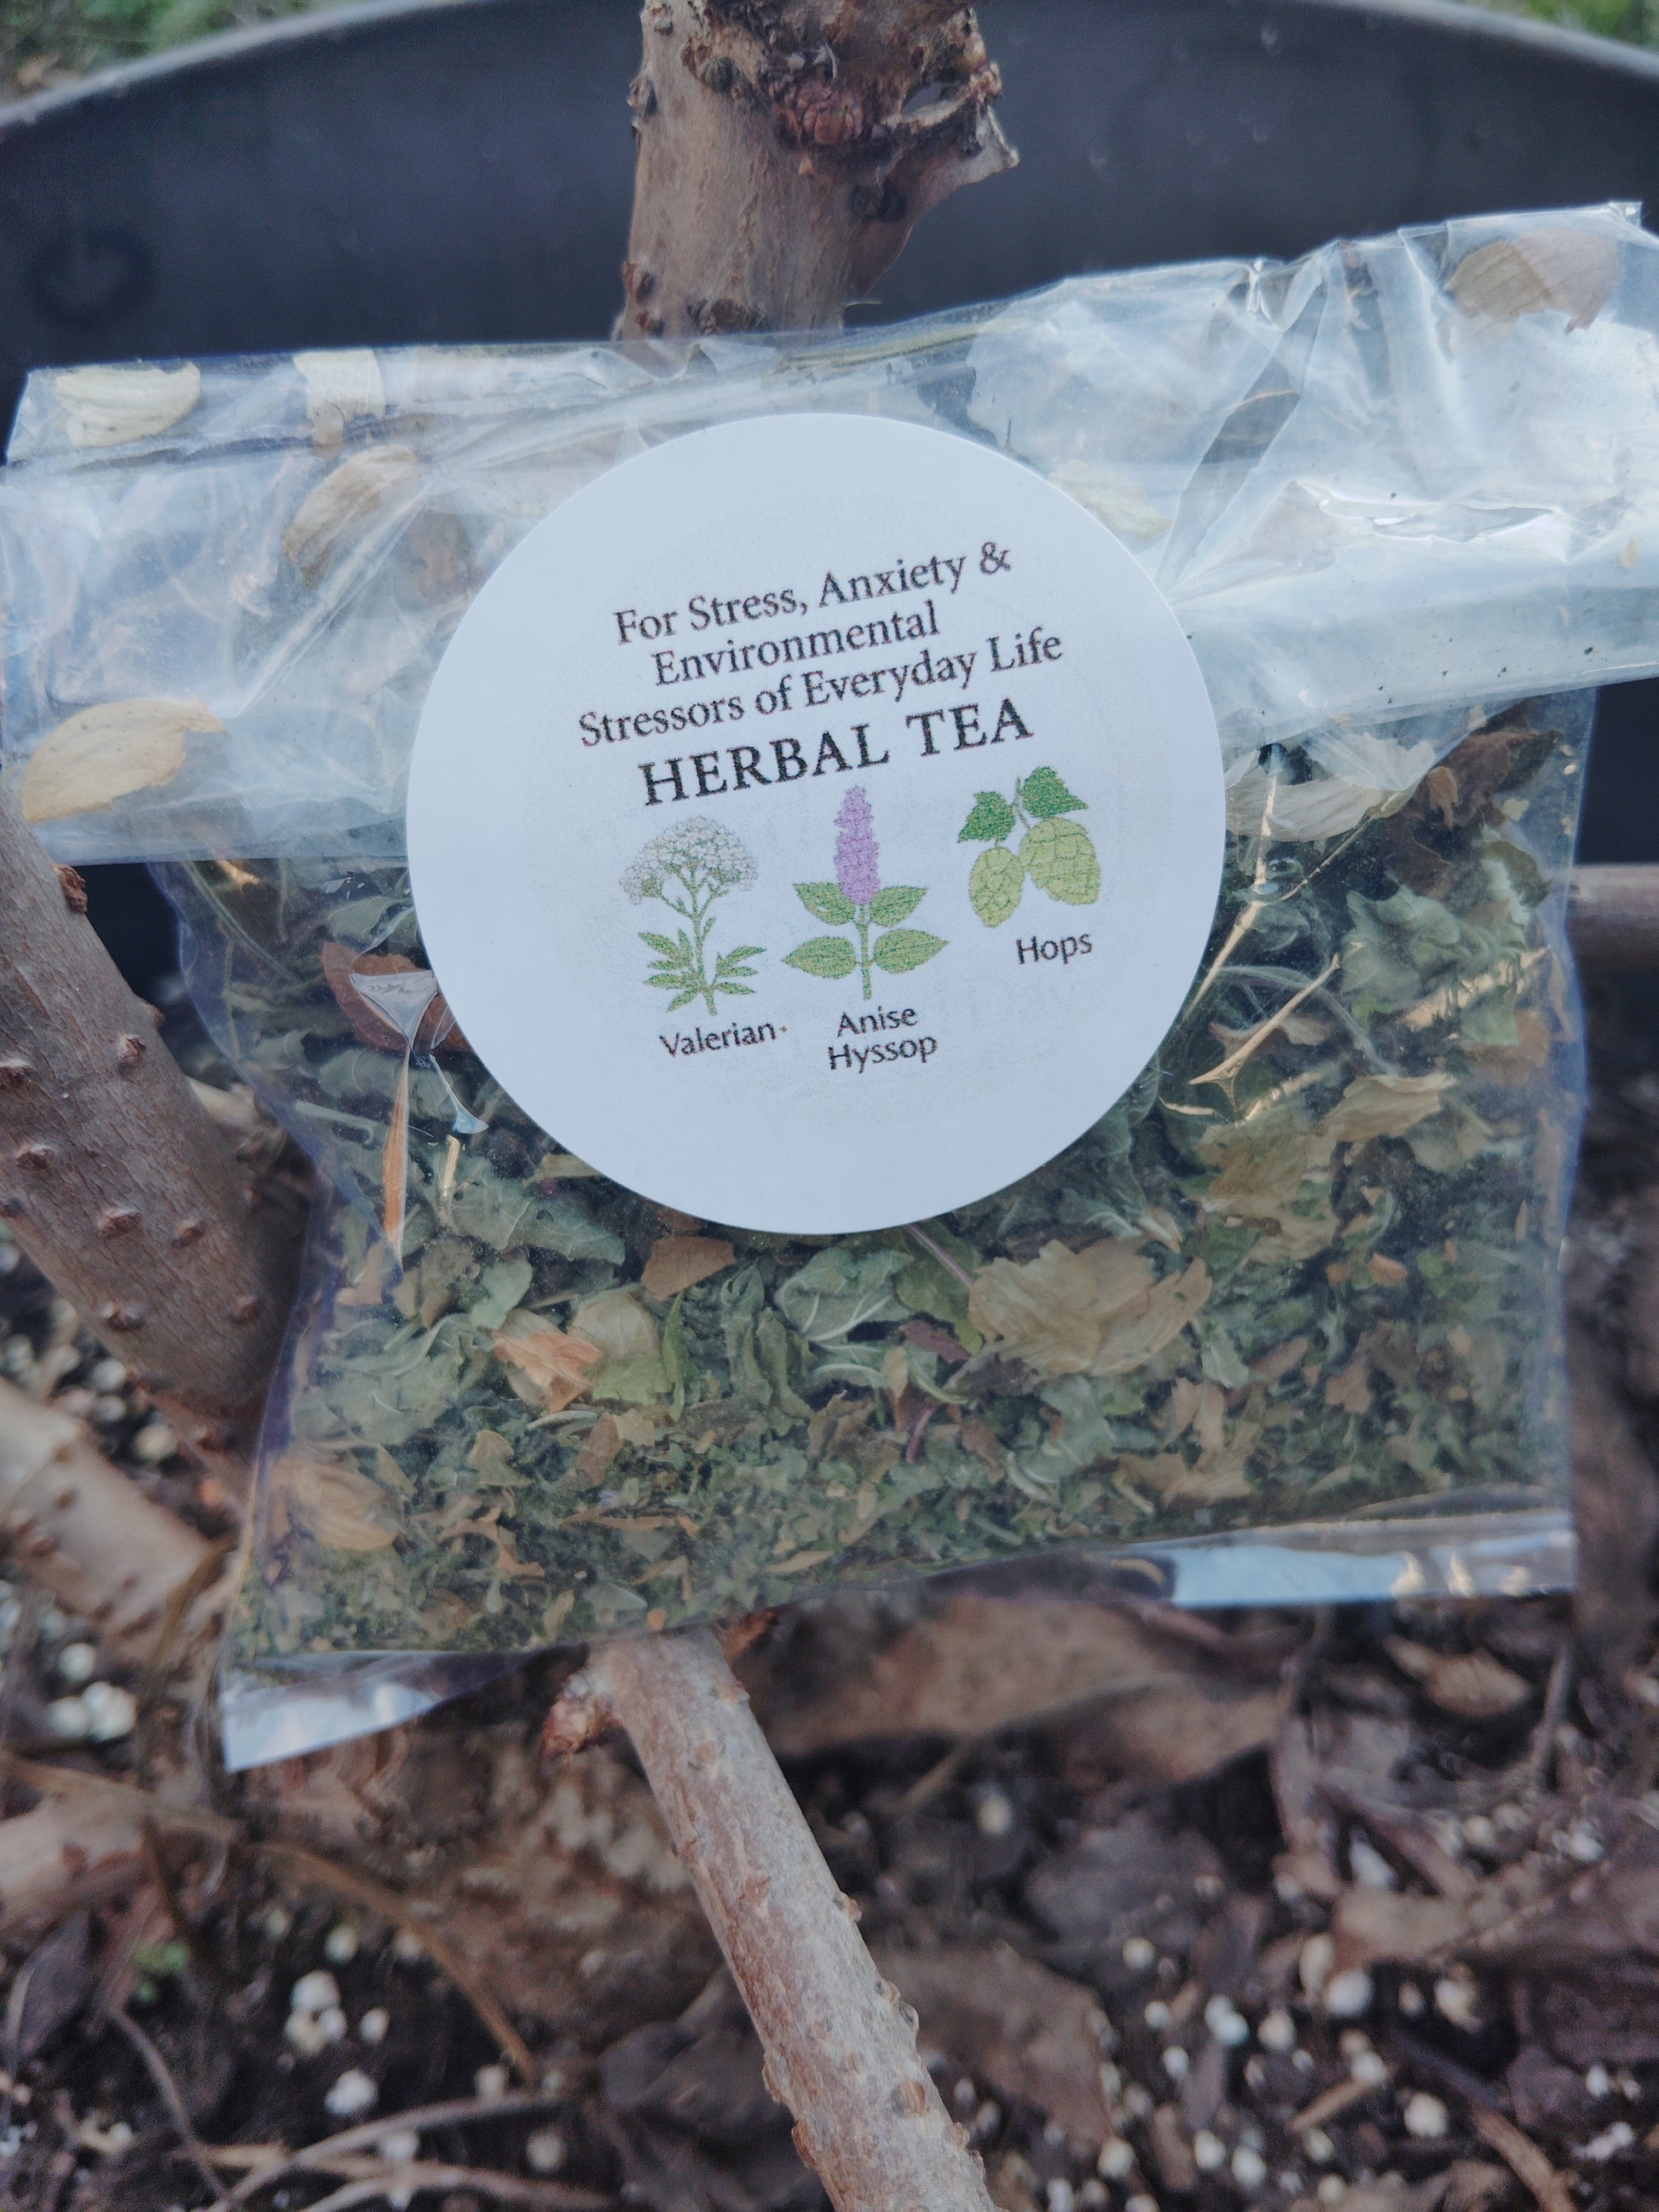 For Stress, Anxiety &
Environmental
Stressors of Everyday Life
HERBAL TEA
Valerian
Anise
Hyssop
Hops